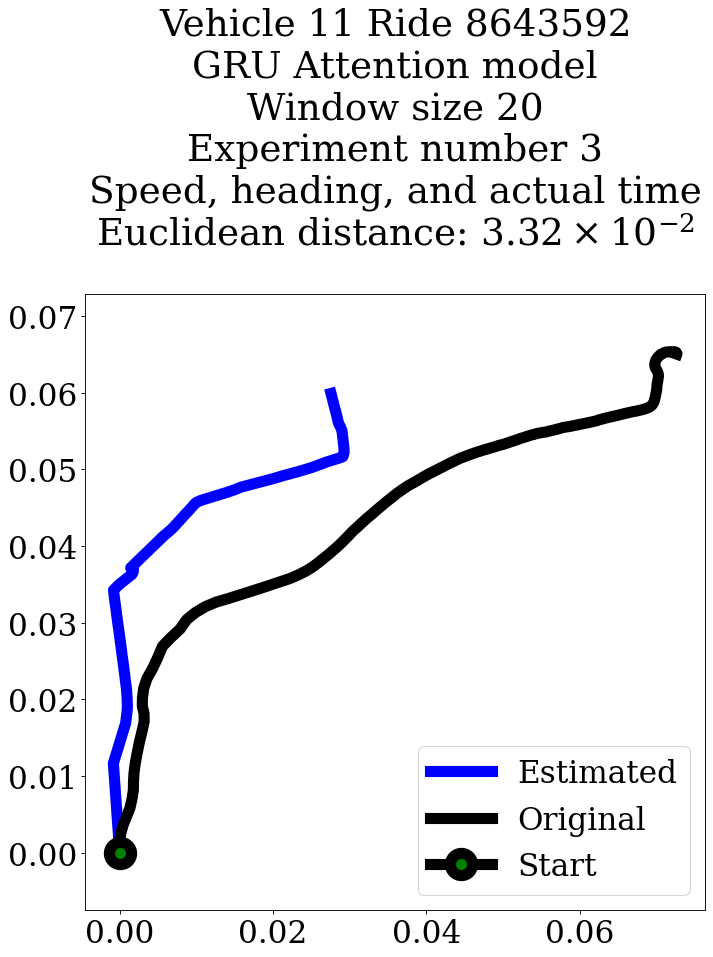 Vehicle 11 Ride 8643592
GRU Attention model
Window size 20
Experiment number 3
Speed, heading, and actual time
Euclidean distance: 3.32 × 10⁻²
0.07
0.06
0.05
0.04
0.03
0.02
0.01
0.00
Estimated
Original
Start
0.00 0.02 0.04 0.06